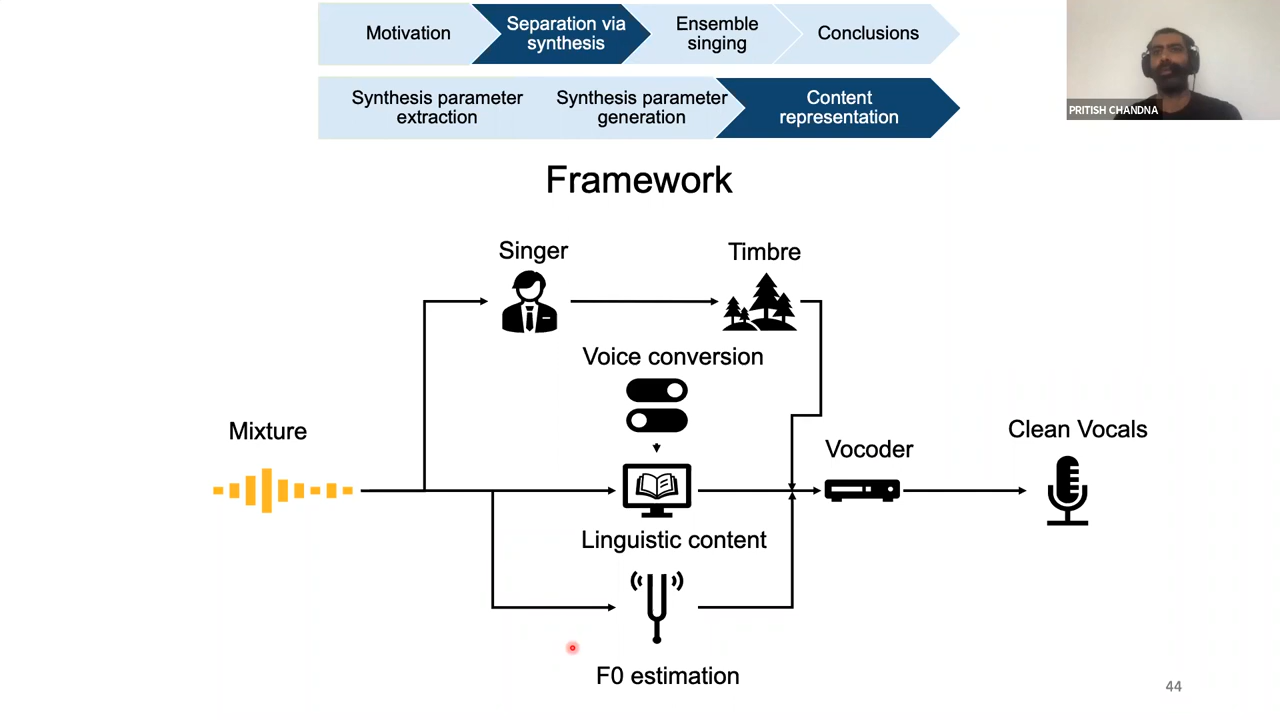 Motivation
Separation via
synthesis
Ensemble
singing
Conclusions
Synthesis parameter
extraction
Synthesis parameter
generation
Content
representation
PRITISH CHANDNA
Framework
Singer
Timbre
Voice conversion
Mixture
Vocoder
Clean Vocals
Linguistic content
F0 estimation
44